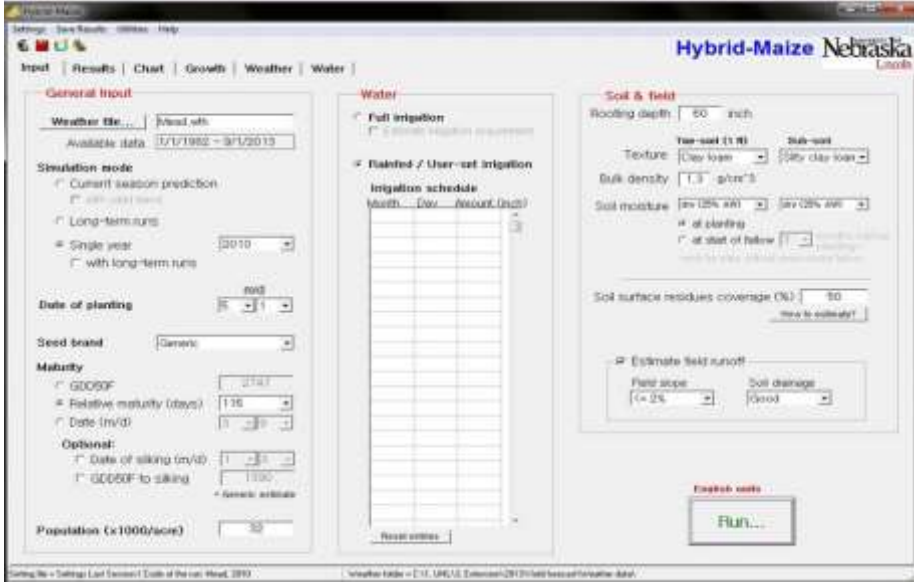 Hybrid-Maize
Settings Save Results Utilities Help
Hybrid-Maize Nebraska
Lincoln
Input | Results | Chart | Growth | Weather | Water |
General Input
Weather file... Mead.wth
Available data 1/1/1982 - 9/1/2013
Simulation mode
Current season prediction
Long-term runs
Single year 2010
with long-term runs
m/d
Date of planting 5 1
Seed brand Generic
Maturity
GDD50F
Relative maturity (days)
Date (m/d)
Optional:
Date of silking (m/d)
GDD50F to silking
Generic estimate
Population (x1000/acre)
Water
Full irrigation
Estimate irrigation requirement
Rainfed / User-set irrigation
Irrigation schedule
Month Day Amount (inch)
Reset entries
Soil & field
Rooting depth inch
Top-soil (1 ft) Sub-soil
Texture Clay loam Silty clay loam
Bulk density 1.3 g/cm^3
Soil moisture
at planting
at start of fallow
Soil surface residues coverage (%)
How to estimate?
Estimate field runoff
Field slope Soil drainage
<= 2% Good
English units
Run...